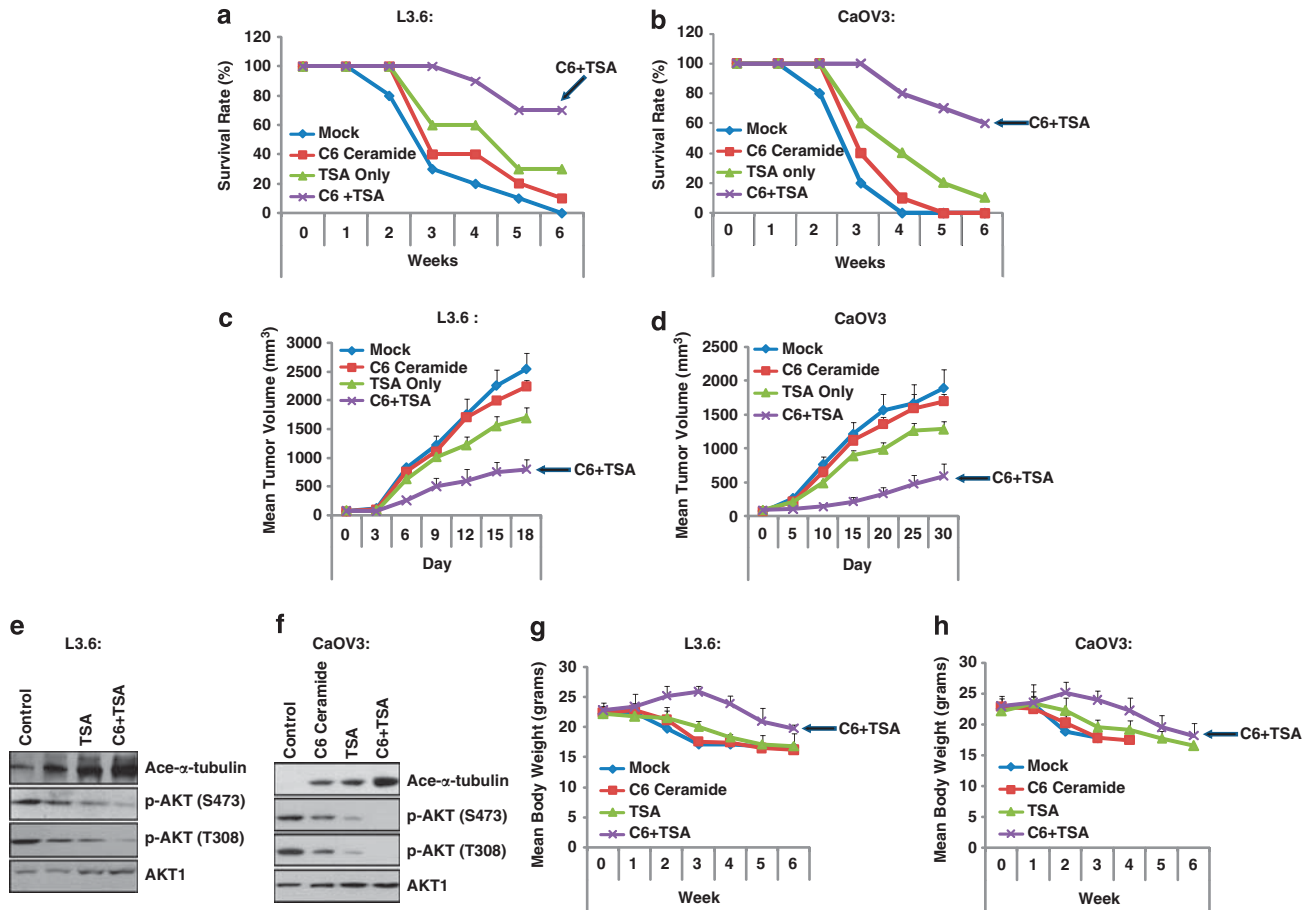 a
L3.6:
Survival Rate (%)
120
100
80
60
40
20
0
Mock
C6 Ceramide
TSA Only
C6 +TSA
C6+TSA
0 1 2 3 4 5 6
Weeks
b
CaOV3:
Survival Rate (%)
120
100
80
60
40
20
0
Mock
C6 Ceramide
TSA only
C6+TSA
C6+TSA
0 1 2 3 4 5 6
Weeks
c
L3.6 :
Mean Tumor Volume (mm³)
3000
2500
2000
1500
1000
500
0
Mock
C6 Ceramide
TSA Only
C6+TSA
C6+TSA
0 3 6 9 12 15 18
Day
d
CaOV3
Mean Tumor Volume (mm³)
2500
2000
1500
1000
500
0
Mock
C6 Ceramide
TSA Only
C6+TSA
C6+TSA
0 5 10 15 20 25 30
Day
e
L3.6:
Control
TSA
C6+TSA
Ace-α-tubulin
p-AKT (S473)
p-AKT (T308)
AKT1
f
CaOV3:
Control
C6 Ceramide
TSA
C6+TSA
Ace-α-tubulin
p-AKT (S473)
p-AKT (T308)
AKT1
g
L3.6:
Mean Body Weight (grams)
30
25
20
15
10
5
0
Mock
C6 Ceramide
TSA
C6+TSA
C6+TSA
0 1 2 3 4 5 6
Week
h
CaOV3:
Mean Body Weight (grams)
30
25
20
15
10
5
0
Mock
C6 Ceramide
TSA
C6+TSA
C6+TSA
0 1 2 3 4 5 6
Week